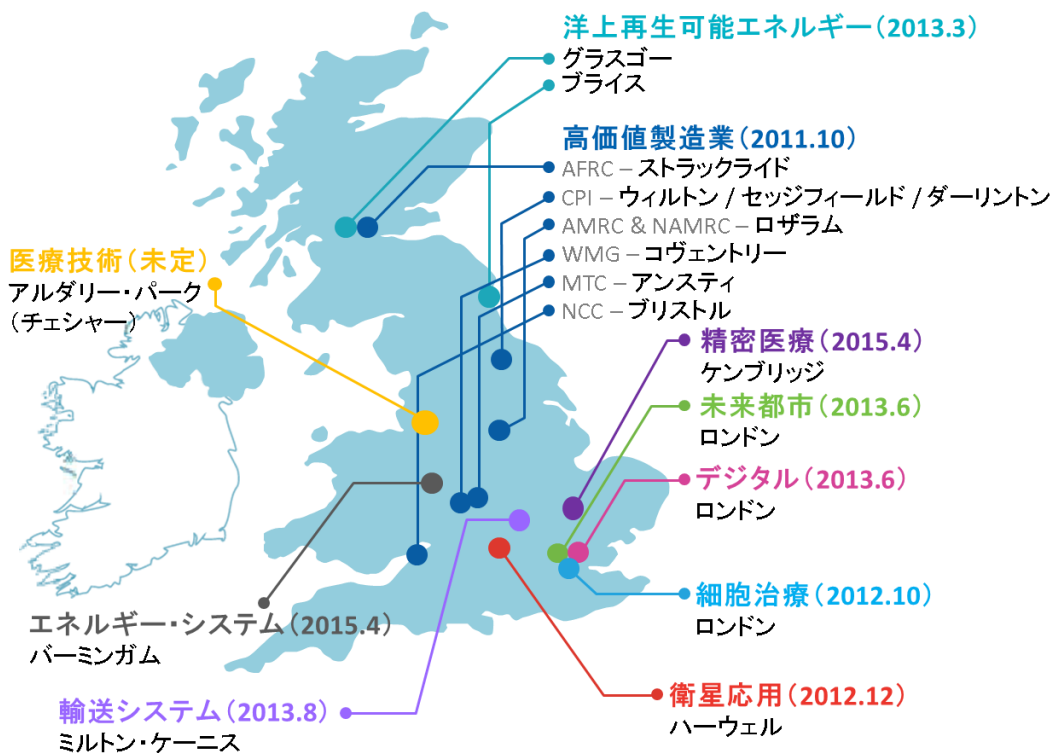 洋上再生可能エネルギー（2013.3）
グラスゴー
ブライス
高価値製造業（2011.10）
AFRC – ストラックライド
CPI – ウィルトン / セッジフィールド / ダーリントン
AMRC & NAMRC – ロザラム
WMG – コヴェントリー
MTC – アンスティ
NCC – ブリストル
医療技術（未定）
アルダリー・パーク
（チェシャー）
精密医療（2015.4）
ケンブリッジ
未来都市（2013.6）
ロンドン
デジタル（2013.6）
ロンドン
細胞治療（2012.10）
ロンドン
エネルギー・システム（2015.4）
バーミンガム
衛星応用（2012.12）
ハーウェル
輸送システム（2013.8）
ミルトン・ケーニス